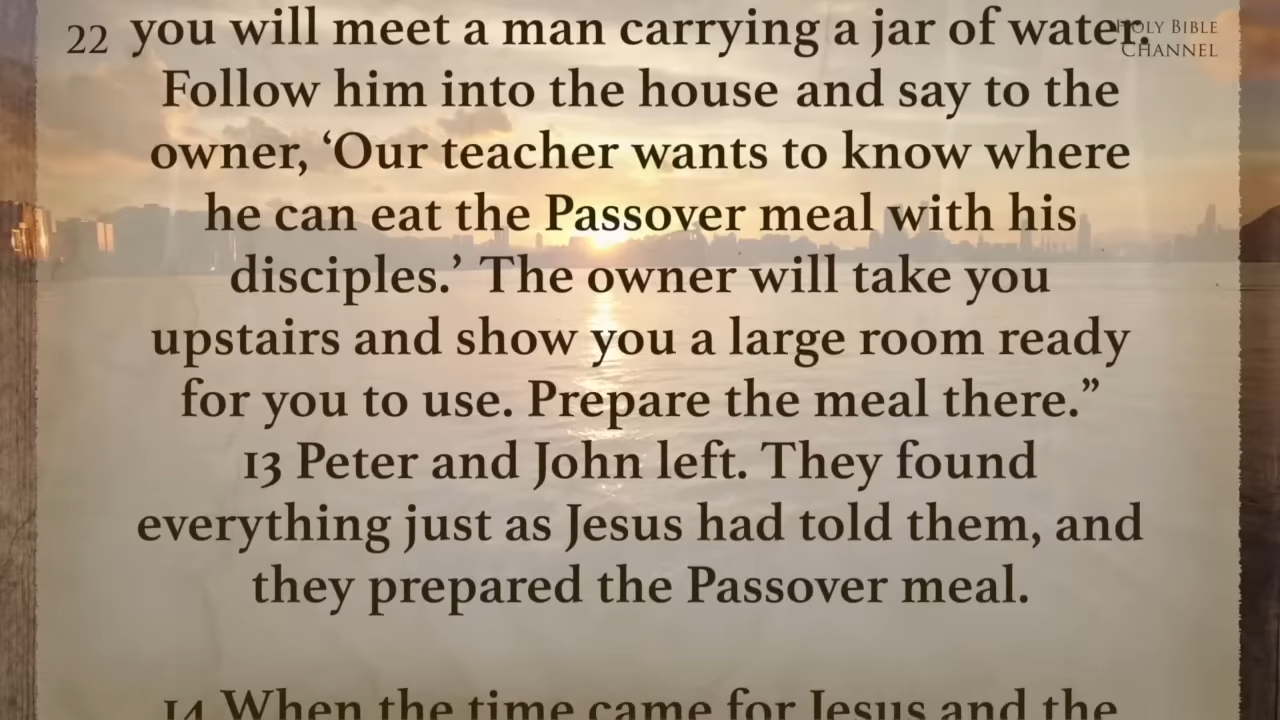 22 you will meet a man carrying a jar of water.
HOLY BIBLE
CHANNEL
Follow him into the house and say to the
owner, ‘Our teacher wants to know where
he can eat the Passover meal with his
disciples.’ The owner will take you
upstairs and show you a large room ready
for you to use. Prepare the meal there.”
13 Peter and John left. They found
everything just as Jesus had told them, and
they prepared the Passover meal.
14 When the time came for Jesus and the